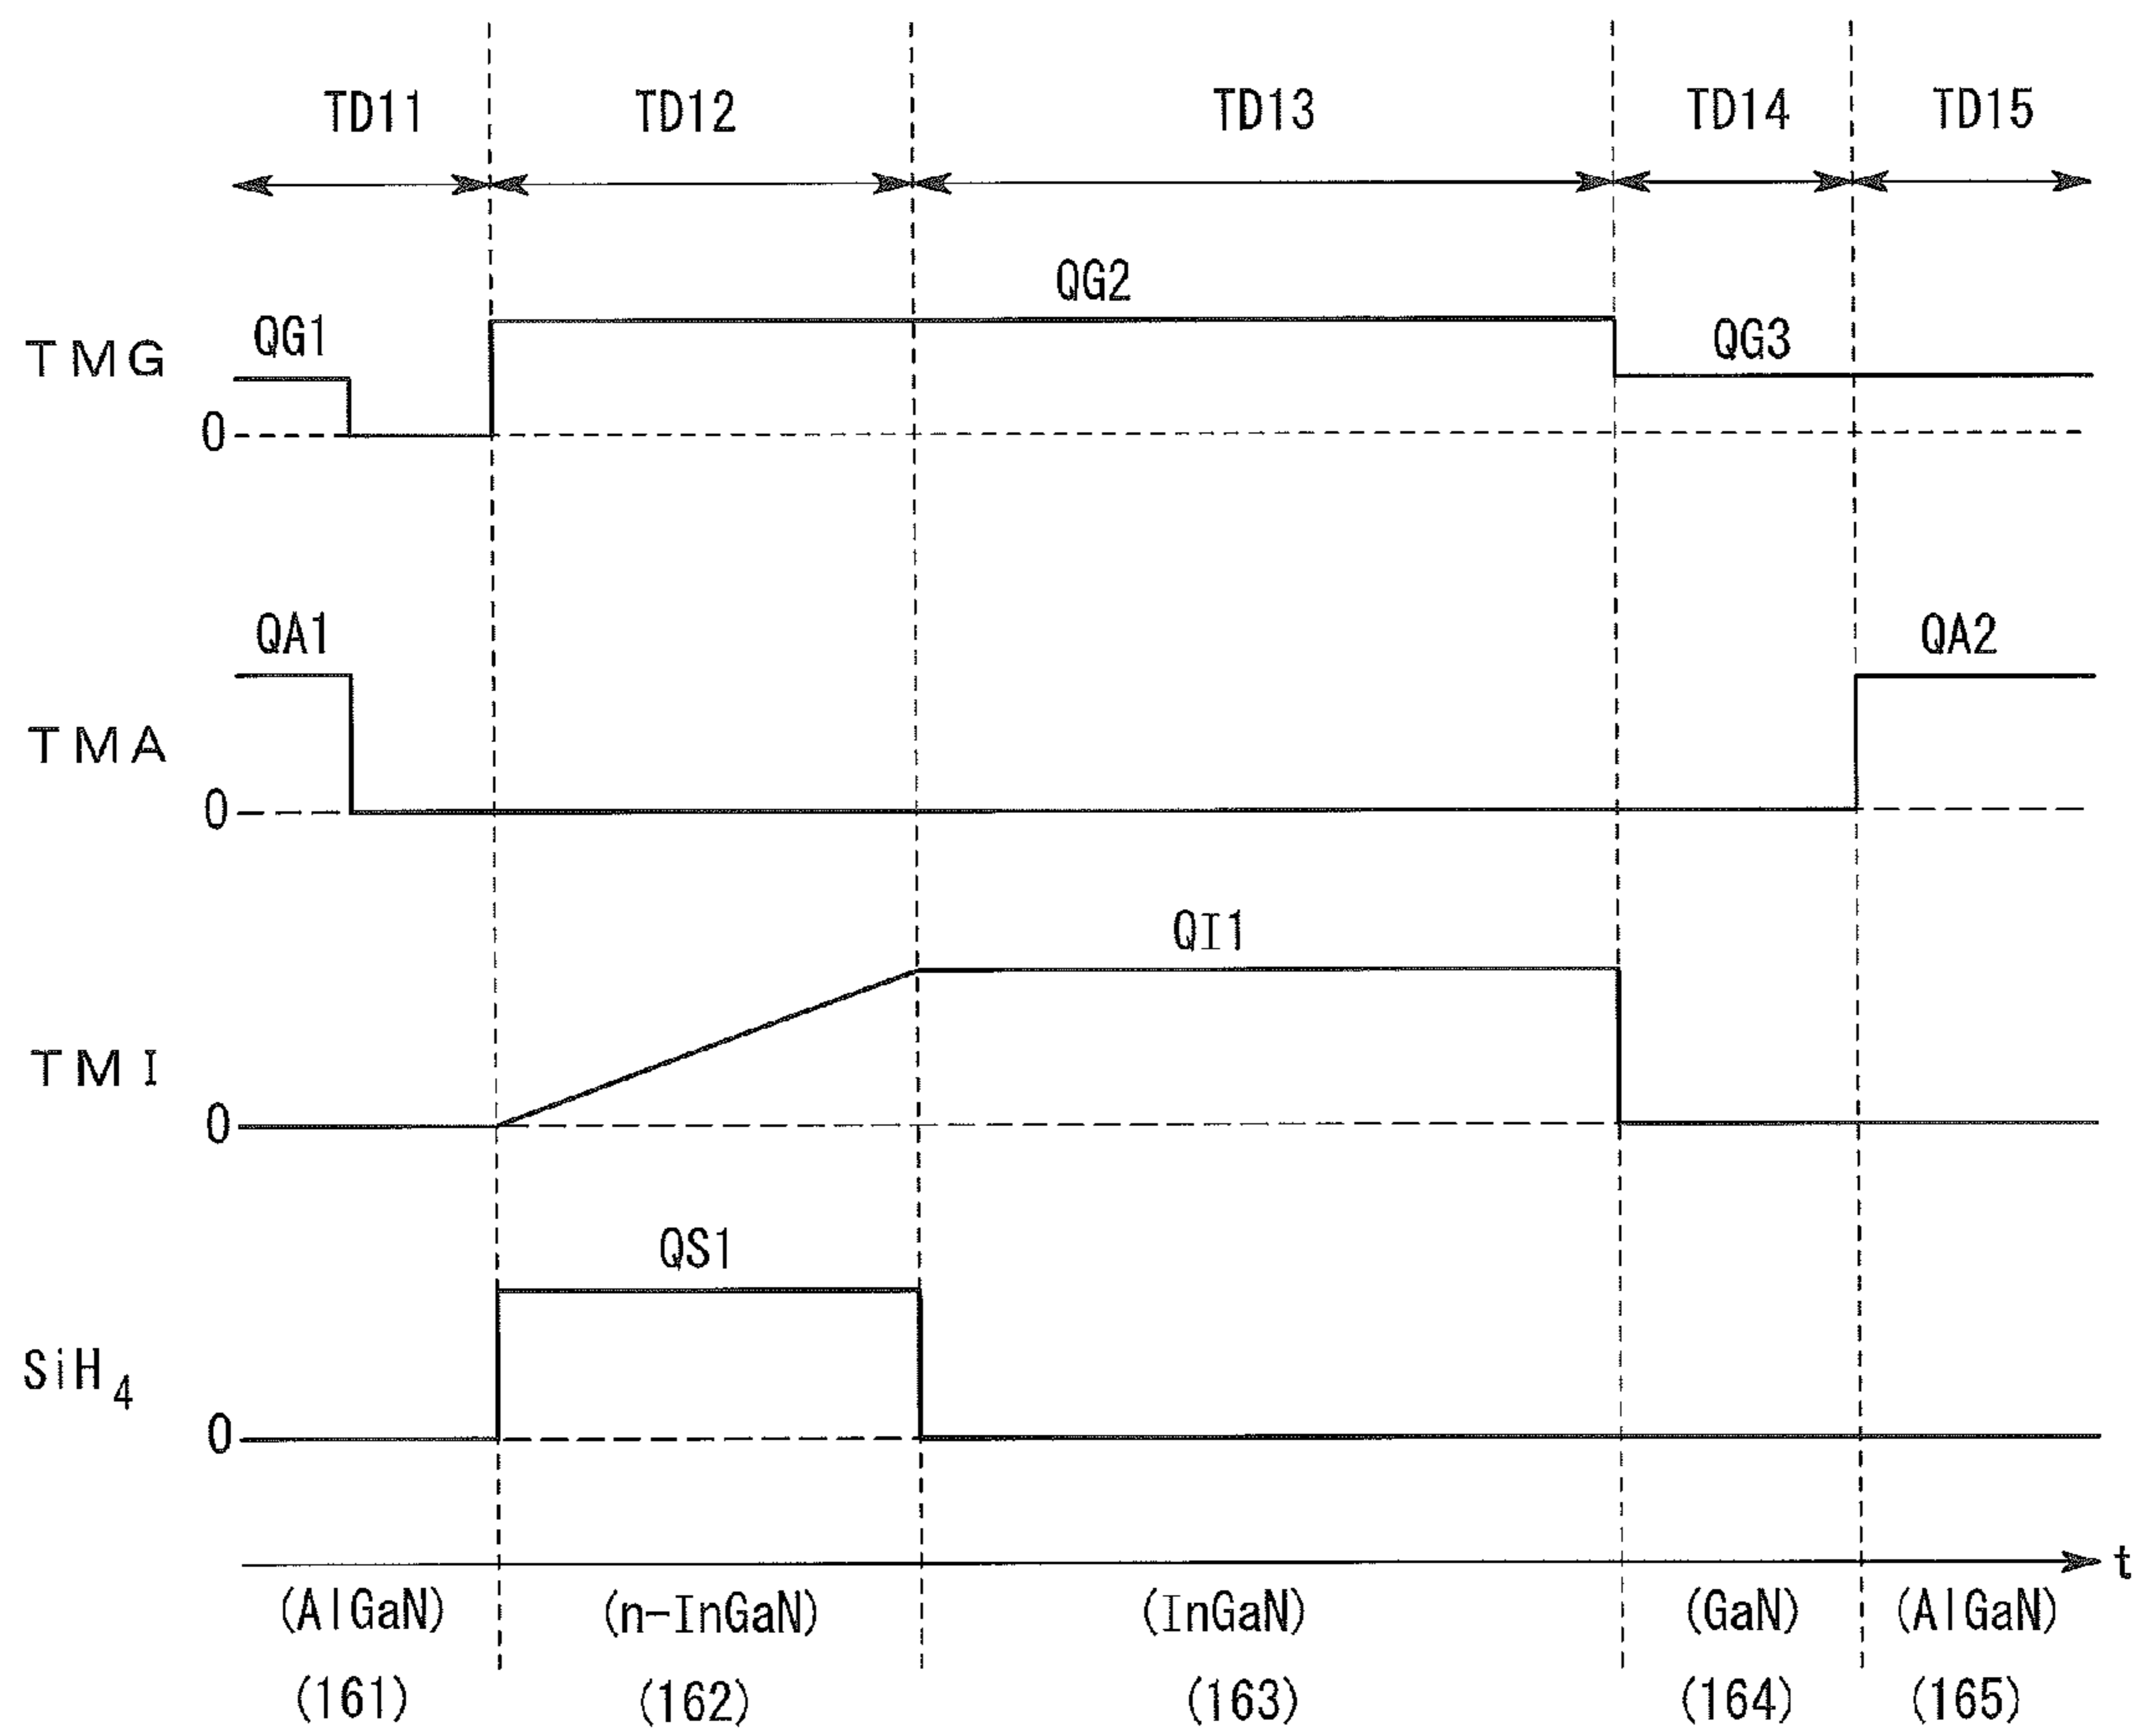 TD11 TD12 TD13 TD14 TD15
QG2
QG1 QG3
TMG
0
QA1 QA2
TMA
0
QI1
TMI
0
QS1
SiH4
0
t
(AlGaN) (n-InGaN) (InGaN) (GaN) (AlGaN)
(161) (162) (163) (164) (165)